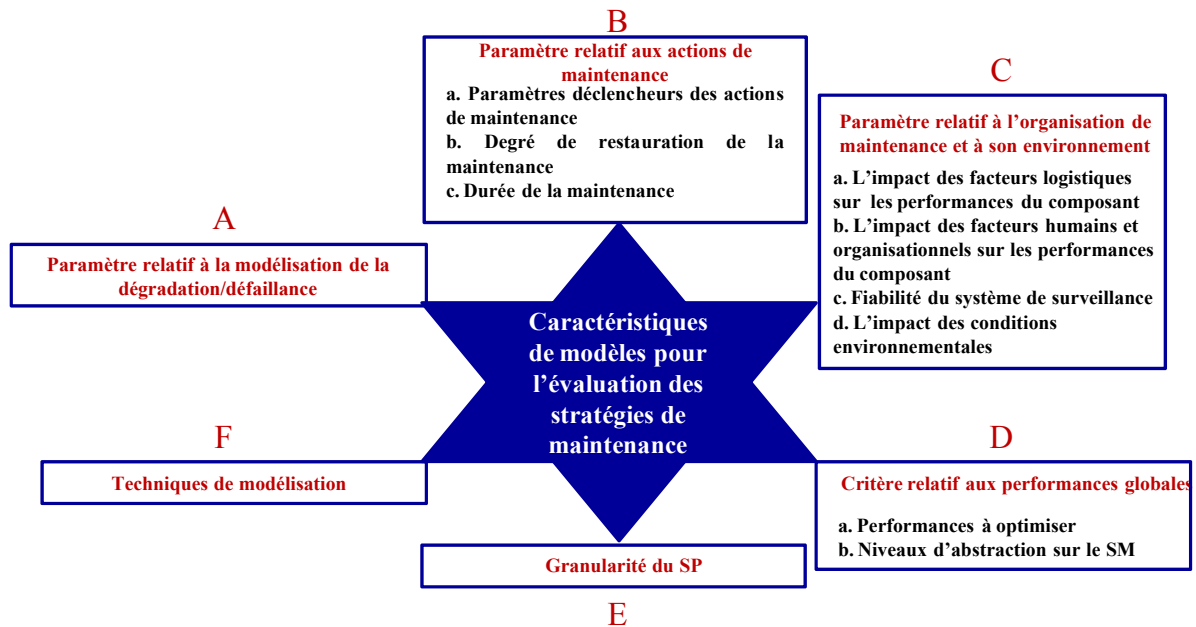 B
Paramètre relatif aux actions de
maintenance
a. Paramètres déclencheurs des actions
de maintenance
b. Degré de restauration de la
maintenance
c. Durée de la maintenance
C
Paramètre relatif à l’organisation de
maintenance et à son environnement
a. L’impact des facteurs logistiques
sur les performances du composant
b. L’impact des facteurs humains et
organisationnels sur les performances
du composant
c. Fiabilité du système de surveillance
d. L’impact des conditions
environnementales
A
Paramètre relatif à la modélisation de la
dégradation/défaillance
Caractéristiques
de modèles pour
l’évaluation des
stratégies de
maintenance
F
Techniques de modélisation
D
Critère relatif aux performances globales
a. Performances à optimiser
b. Niveaux d’abstraction sur le SM
Granularité du SP
E